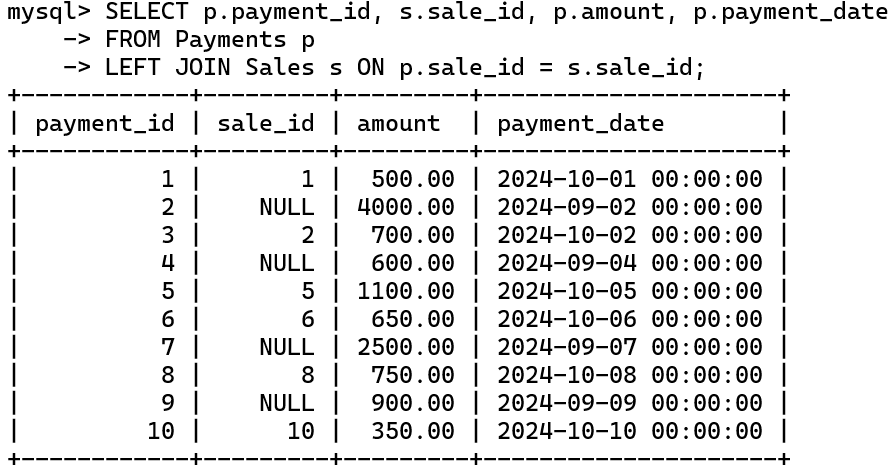 mysql> SELECT p.payment_id, s.sale_id, p.amount, p.payment_date
    -> FROM Payments p
    -> LEFT JOIN Sales s ON p.sale_id = s.sale_id;
+------------+---------+---------+---------------------+
| payment_id | sale_id | amount  | payment_date        |
+------------+---------+---------+---------------------+
|          1 |       1 |  500.00 | 2024-10-01 00:00:00 |
|          2 |    NULL | 4000.00 | 2024-09-02 00:00:00 |
|          3 |       2 |  700.00 | 2024-10-02 00:00:00 |
|          4 |    NULL |  600.00 | 2024-09-04 00:00:00 |
|          5 |       5 | 1100.00 | 2024-10-05 00:00:00 |
|          6 |       6 |  650.00 | 2024-10-06 00:00:00 |
|          7 |    NULL | 2500.00 | 2024-09-07 00:00:00 |
|          8 |       8 |  750.00 | 2024-10-08 00:00:00 |
|          9 |    NULL |  900.00 | 2024-09-09 00:00:00 |
|         10 |      10 |  350.00 | 2024-10-10 00:00:00 |
+------------+---------+---------+---------------------+